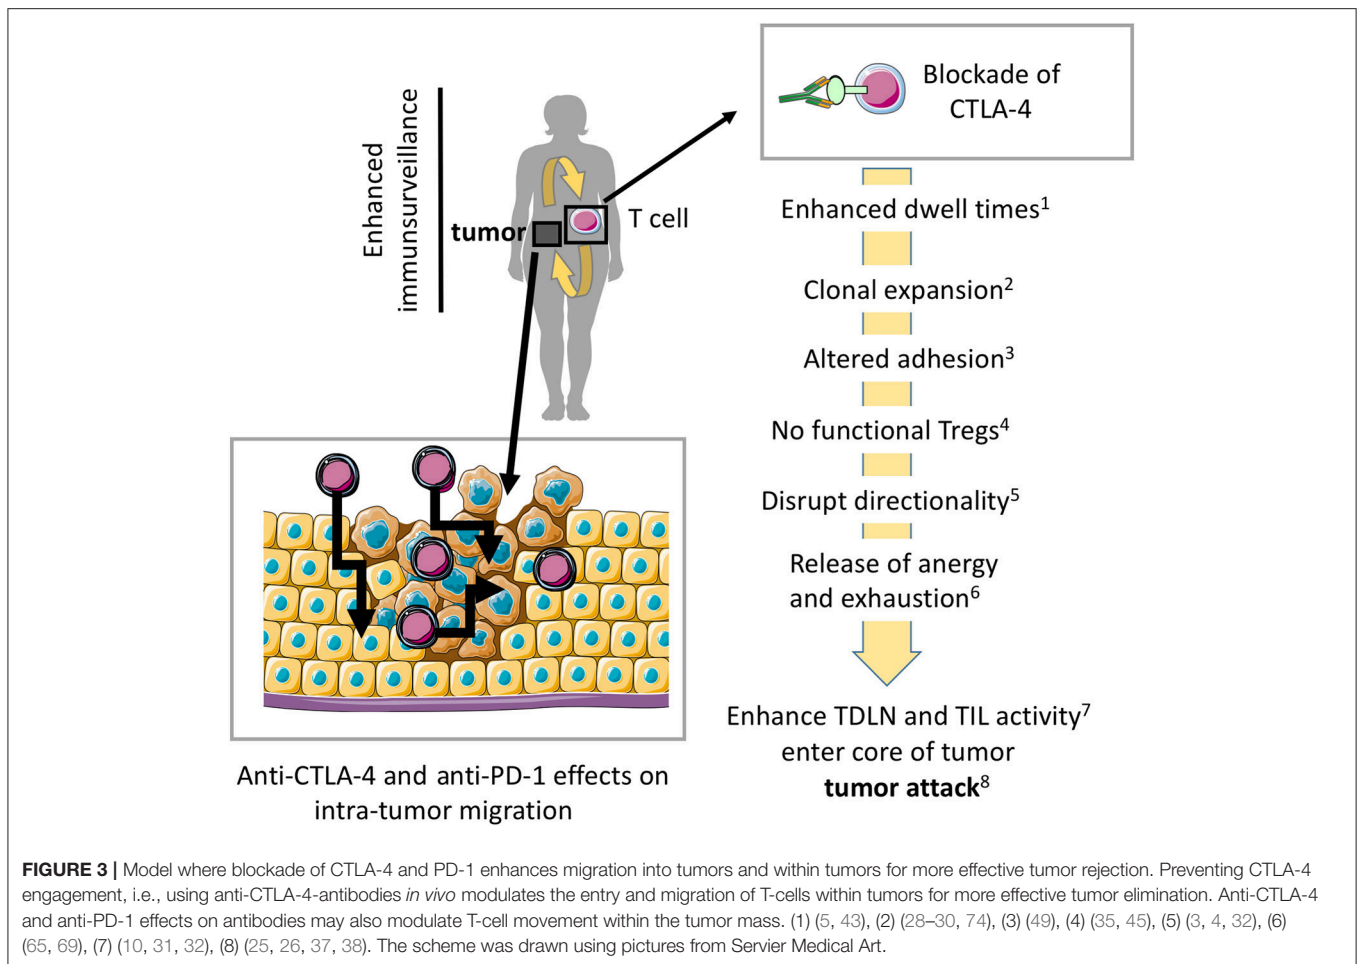 Enhanced
immunsurveillance
tumor
T cell
Blockade of
CTLA-4
Enhanced dwell times¹
Clonal expansion²
Altered adhesion³
No functional Tregs⁴
Disrupt directionality⁵
Release of anergy
and exhaustion⁶
Enhance TDLN and TIL activity⁷
enter core of tumor
tumor attack⁸
Anti-CTLA-4 and anti-PD-1 effects on
intra-tumor migration
FIGURE 3 | Model where blockade of CTLA-4 and PD-1 enhances migration into tumors and within tumors for more effective tumor rejection. Preventing CTLA-4
engagement, i.e., using anti-CTLA-4-antibodies in vivo modulates the entry and migration of T-cells within tumors for more effective tumor elimination. Anti-CTLA-4
and anti-PD-1 effects on antibodies may also modulate T-cell movement within the tumor mass. (1) (5, 43), (2) (28–30, 74), (3) (49), (4) (35, 45), (5) (3, 4, 32), (6)
(65, 69), (7) (10, 31, 32), (8) (25, 26, 37, 38). The scheme was drawn using pictures from Servier Medical Art.